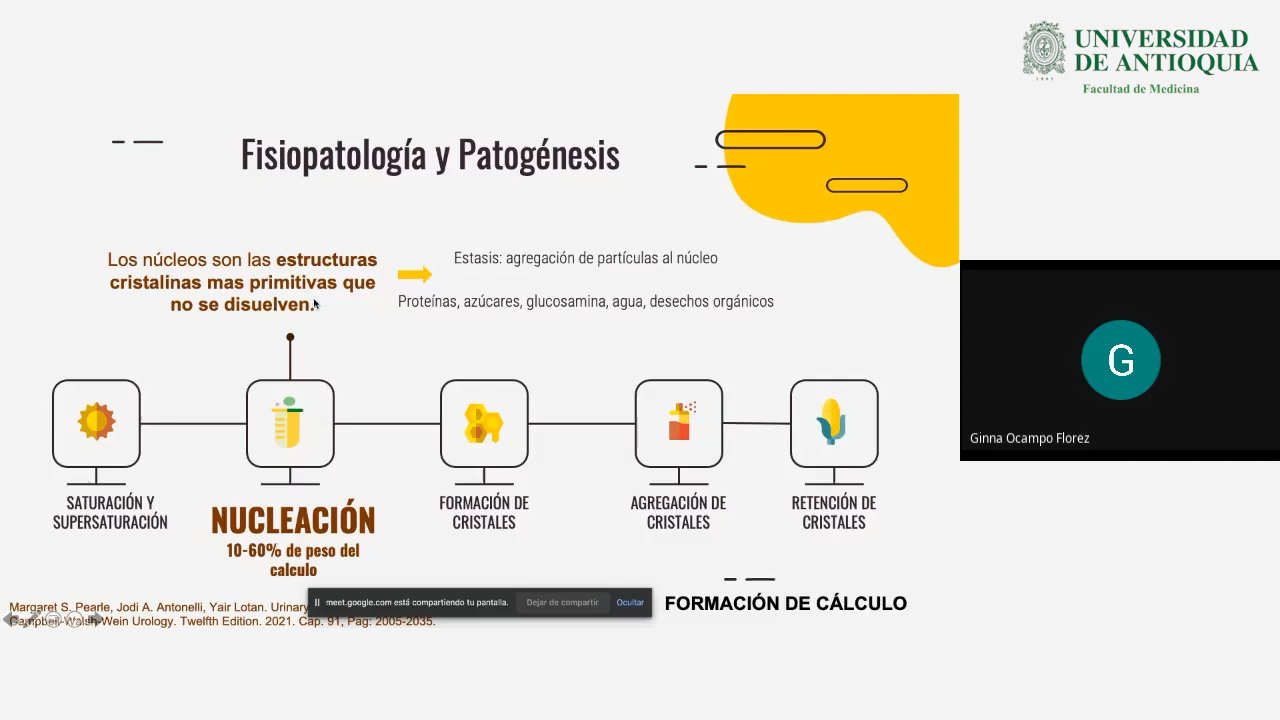 UNIVERSIDAD
DE ANTIOQUIA
1803
Facultad de Medicina
Fisiopatología y Patogénesis
Los núcleos son las estructuras
cristalinas mas primitivas que
no se disuelven.
Estasis: agregación de partículas al núcleo
Proteínas, azúcares, glucosamina, agua, desechos orgánicos
G
Ginna Ocampo Florez
SATURACIÓN Y
SUPERSATURACIÓN
NUCLEACIÓN
10-60% de peso del
calculo
FORMACIÓN DE
CRISTALES
AGREGACIÓN DE
CRISTALES
RETENCIÓN DE
CRISTALES
FORMACIÓN DE CÁLCULO
Margaret S. Pearle, Jodi A. Antonelli, Yair Lotan. Urinary
Campbell-Walsh-Wein Urology. Twelfth Edition. 2021. Cap. 91, Pag: 2005-2035.
meet.google.com está compartiendo tu pantalla.
Dejar de compartir
Ocultar